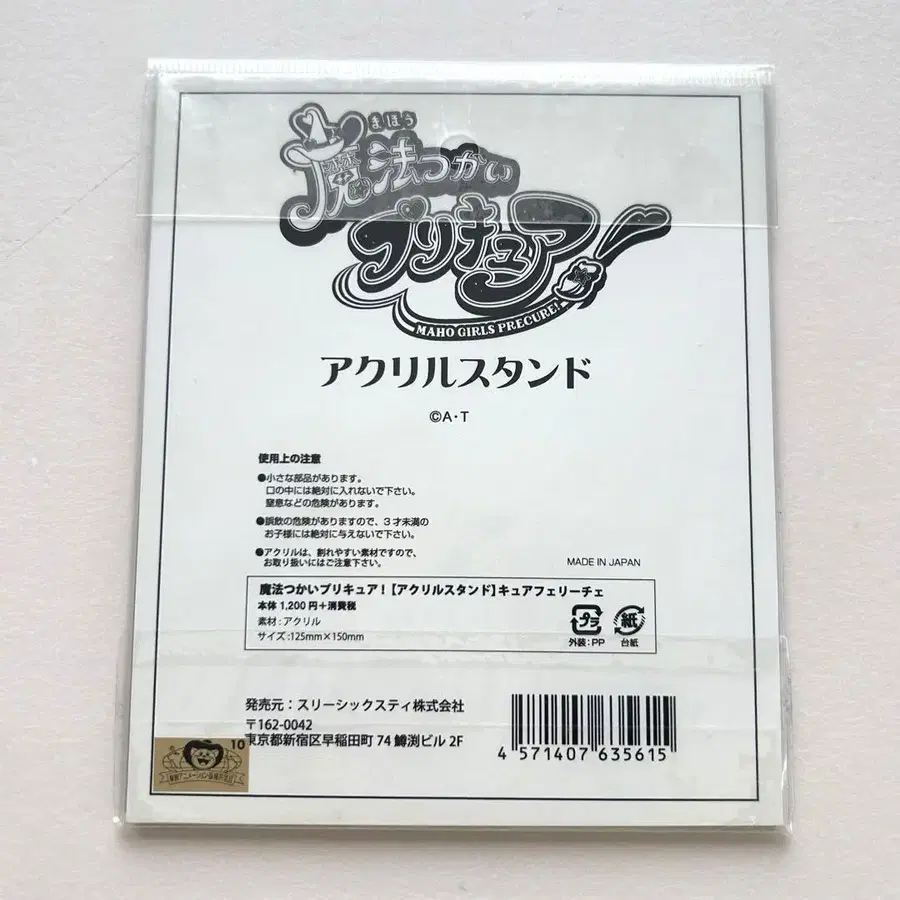 まほう
魔法つかい
プリキュア!
MAHO GIRLS PRECURE!
アクリルスタンド
©A・T
使用上の注意
●小さな部品があります。
口の中には絶対に入れないで下さい。
窒息などの危険があります。
●誤飲の危険がありますので、3才未満の
お子様には絶対に与えないで下さい。
●アクリルは、割れやすい素材ですので、
お取り扱いにはご注意下さい。
MADE IN JAPAN
魔法つかいプリキュア!【アクリルスタンド】キュアフェリーチェ
本体 1,200 円+消費税
素材:アクリル
サイズ:125mm×150mm
プラ
外装:PP
紙
台紙
発売元:スリーシックスティ株式会社
〒162-0042
東京都新宿区早稲田町 74 鱒渕ビル 2F
4 571407 635615
10